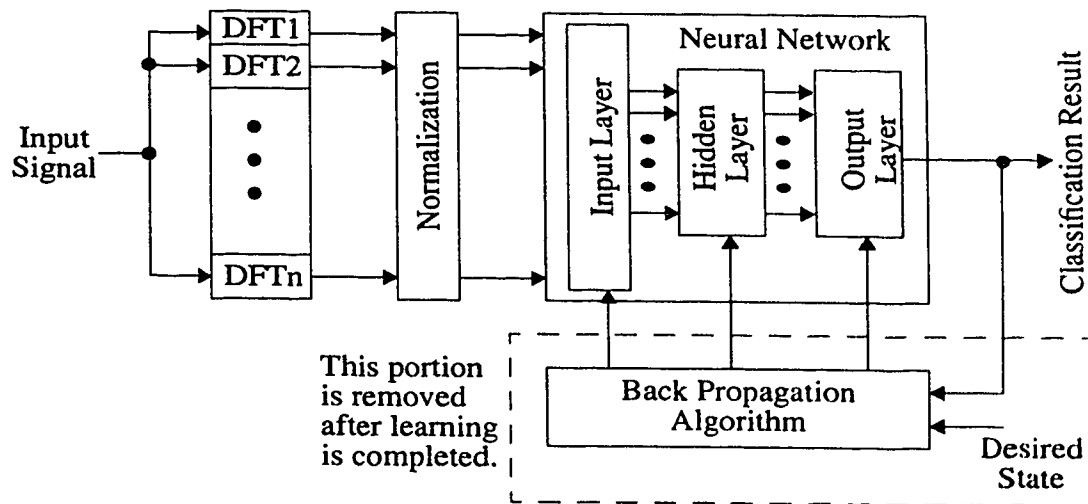 Input
Signal
DFT1
DFT2
DFTn
Normalization
Neural Network
Input Layer
Hidden
Layer
Output
Layer
Classification Result
This portion
is removed
after learning
is completed.
Back Propagation
Algorithm
Desired
State